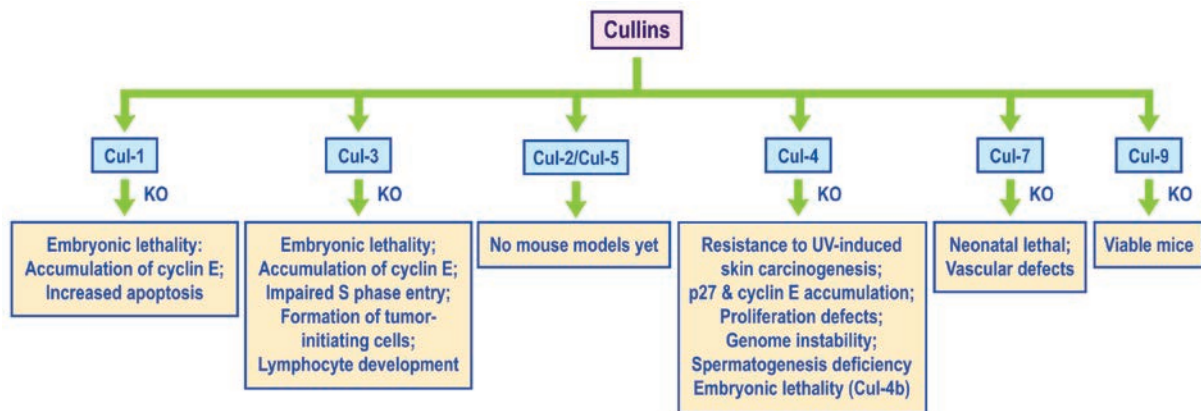 Cullins
Cul-1
Cul-3
Cul-2/Cul-5
Cul-4
Cul-7
Cul-9
KO
KO
KO
KO
KO
Embryonic lethality:
Accumulation of cyclin E;
Increased apoptosis
Embryonic lethality;
Accumulation of cyclin E;
Impaired S phase entry;
Formation of tumor-
initiating cells;
Lymphocyte development
No mouse models yet
Resistance to UV-induced
skin carcinogenesis;
p27 & cyclin E accumulation;
Proliferation defects;
Genome instability;
Spermatogenesis deficiency
Embryonic lethality (Cul-4b)
Neonatal lethal;
Vascular defects
Viable mice